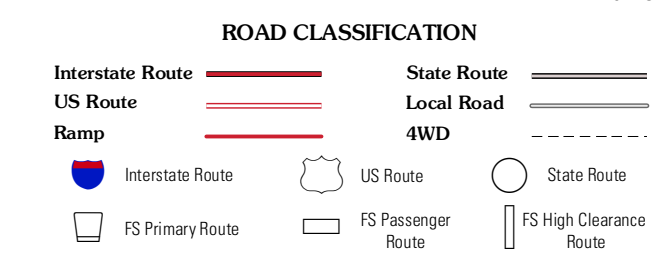 ROAD CLASSIFICATION
Interstate Route
State Route
US Route
Local Road
Ramp
4WD
Interstate Route
US Route
State Route
FS Primary Route
FS Passenger
Route
FS High Clearance
Route